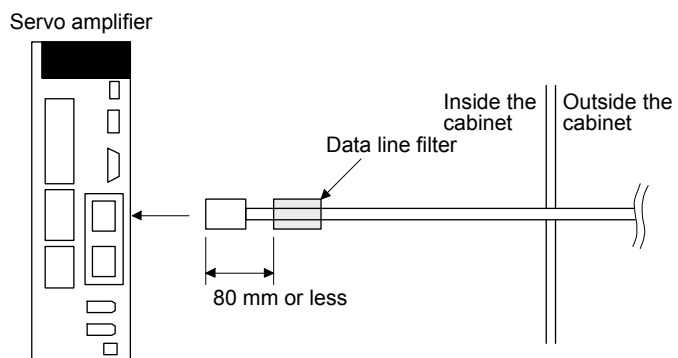 Servo amplifier
Inside the
cabinet
Outside the
cabinet
Data line filter
80 mm or less